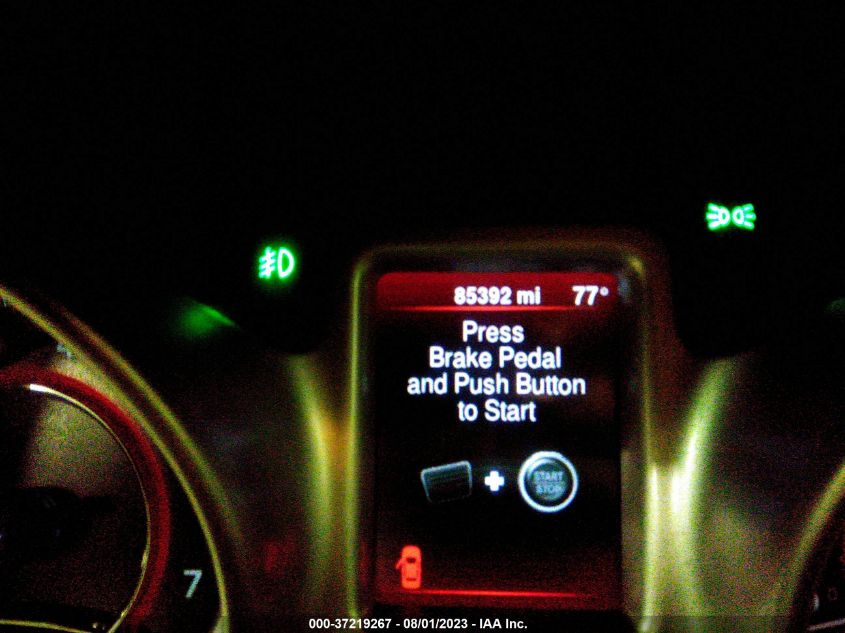 85392 mi 77°
Press
Brake Pedal
and Push Button
to Start
START
STOP
7
000-37219267 - 08/01/2023 - IAA Inc.